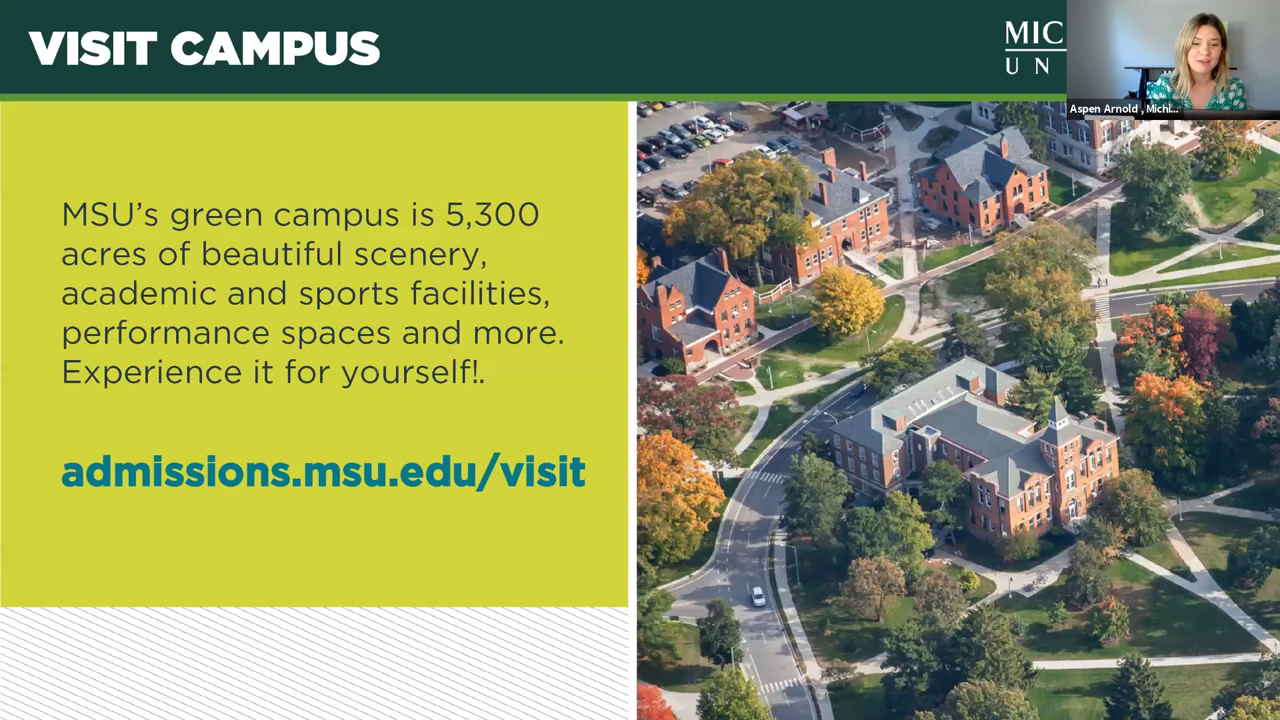 VISIT CAMPUS
MIC
U N
Aspen Arnold , Michi...
MSU’s green campus is 5,300
acres of beautiful scenery,
academic and sports facilities,
performance spaces and more.
Experience it for yourself!.
admissions.msu.edu/visit